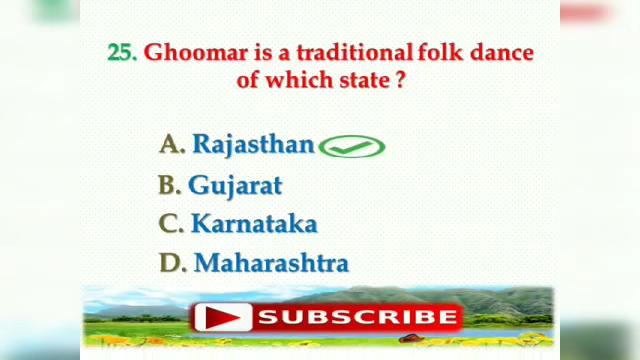 25. Ghoomar is a traditional folk dance
of which state ?
A. Rajasthan
B. Gujarat
C. Karnataka
D. Maharashtra
SUBSCRIBE